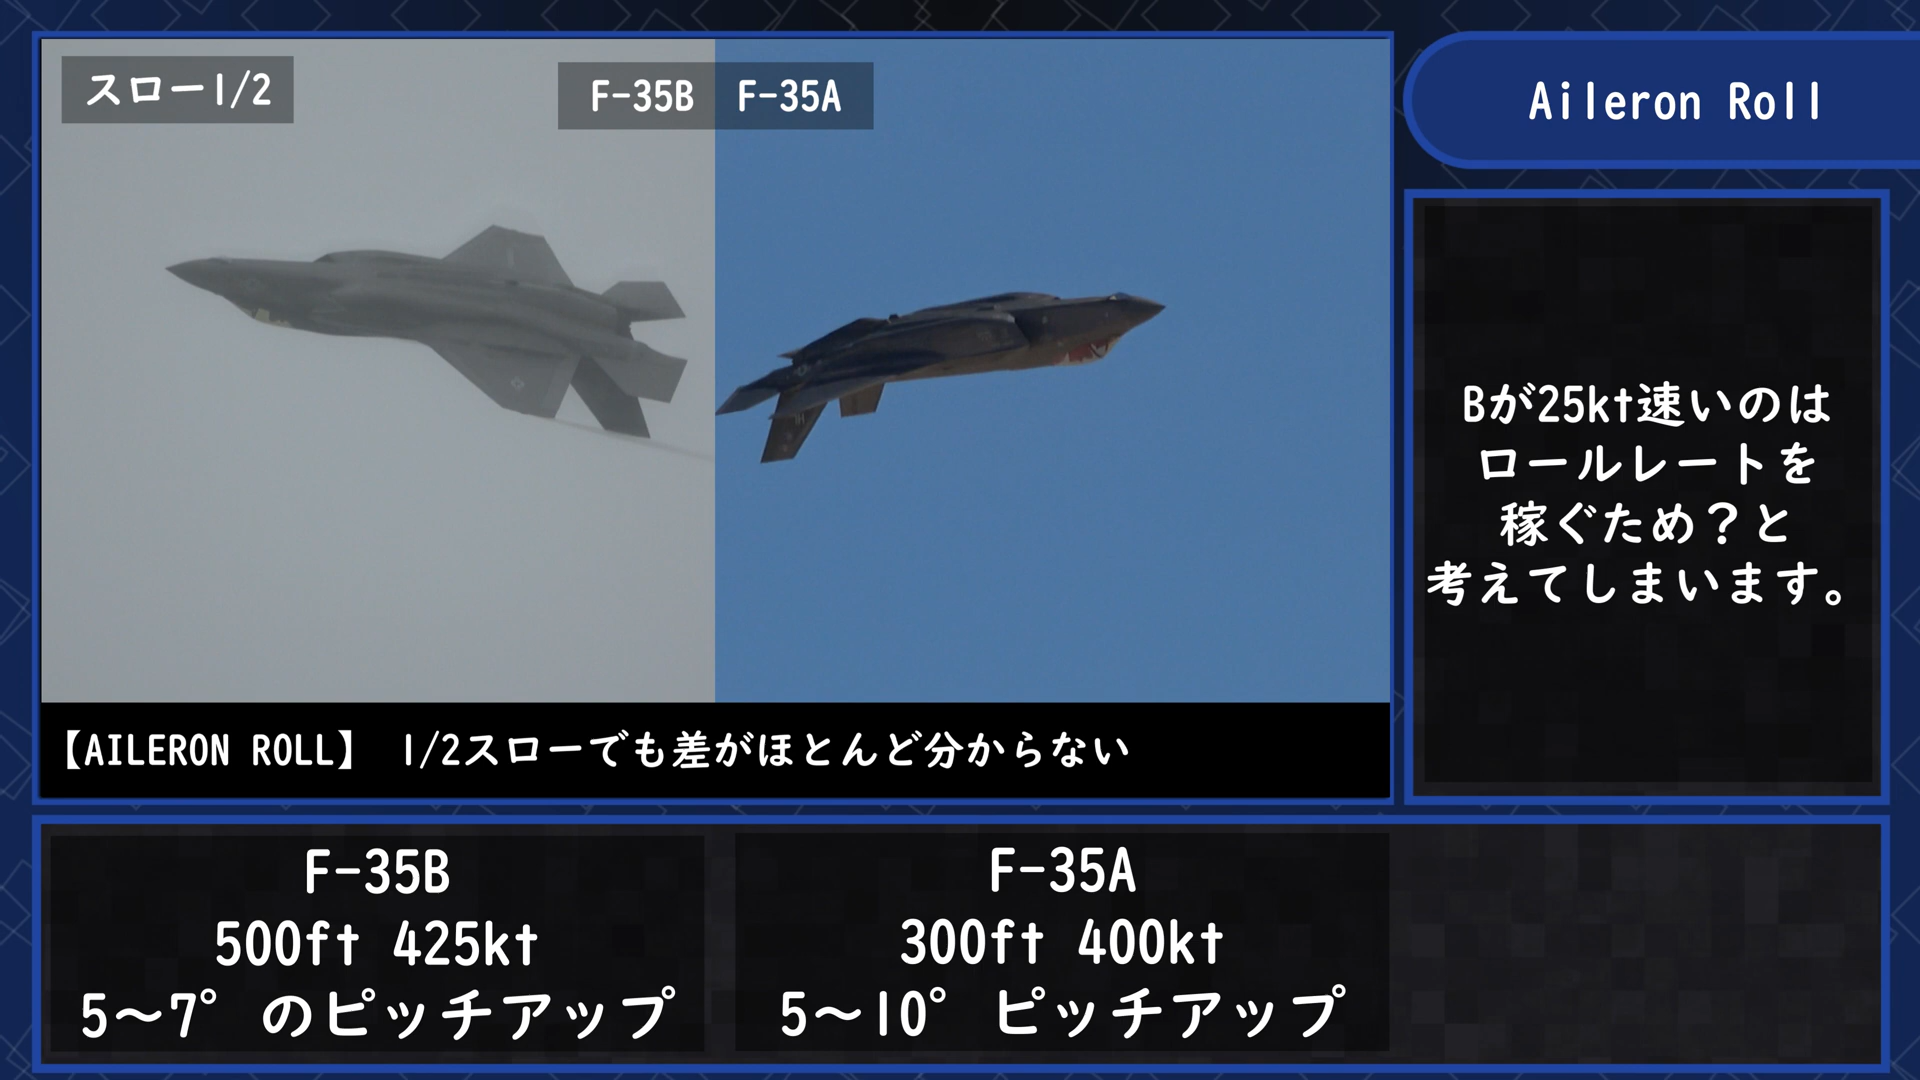 スロー1/2
F-35B
F-35A
Aileron Roll
Bが25kt速いのは
ロールレートを
稼ぐため？と
考えてしまいます。
【AILERON ROLL】 1/2スローでも差がほとんど分からない
F-35B
500ft 425kt
5～7°のピッチアップ
F-35A
300ft 400kt
5～10°ピッチアップ